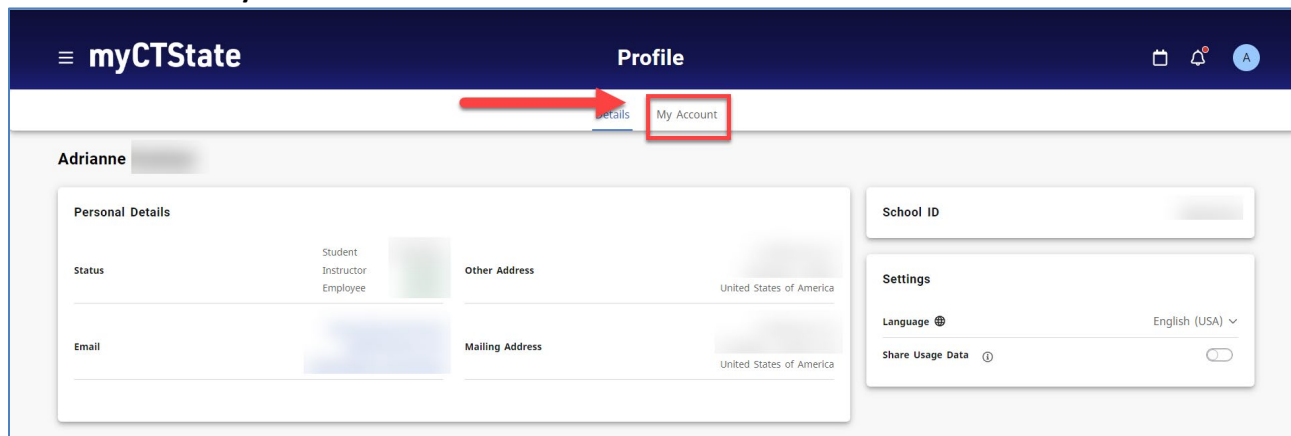 myCTState
Profile
A
Details My Account
Adrianne
Personal Details
Status
Student
Instructor
Employee
Other Address
United States of America
Email
Mailing Address
United States of America
School ID
Settings
Language
English (USA)
Share Usage Data